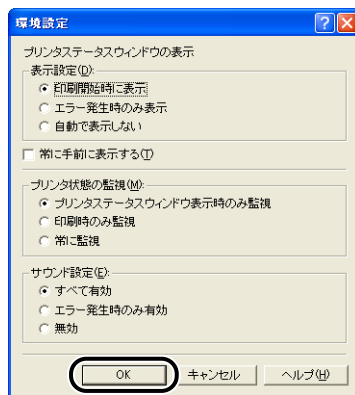 環境設定
プリンタステータスウィンドウの表示
表示設定(D):
印刷開始時に表示
エラー発生時のみ表示
自動で表示しない
常に手前に表示する(T)
プリンタ状態の監視(M):
プリンタステータスウィンドウ表示時のみ監視
印刷時のみ監視
常に監視
サウンド設定(E):
すべて有効
エラー発生時のみ有効
無効
OK キャンセル ヘルプ(H)